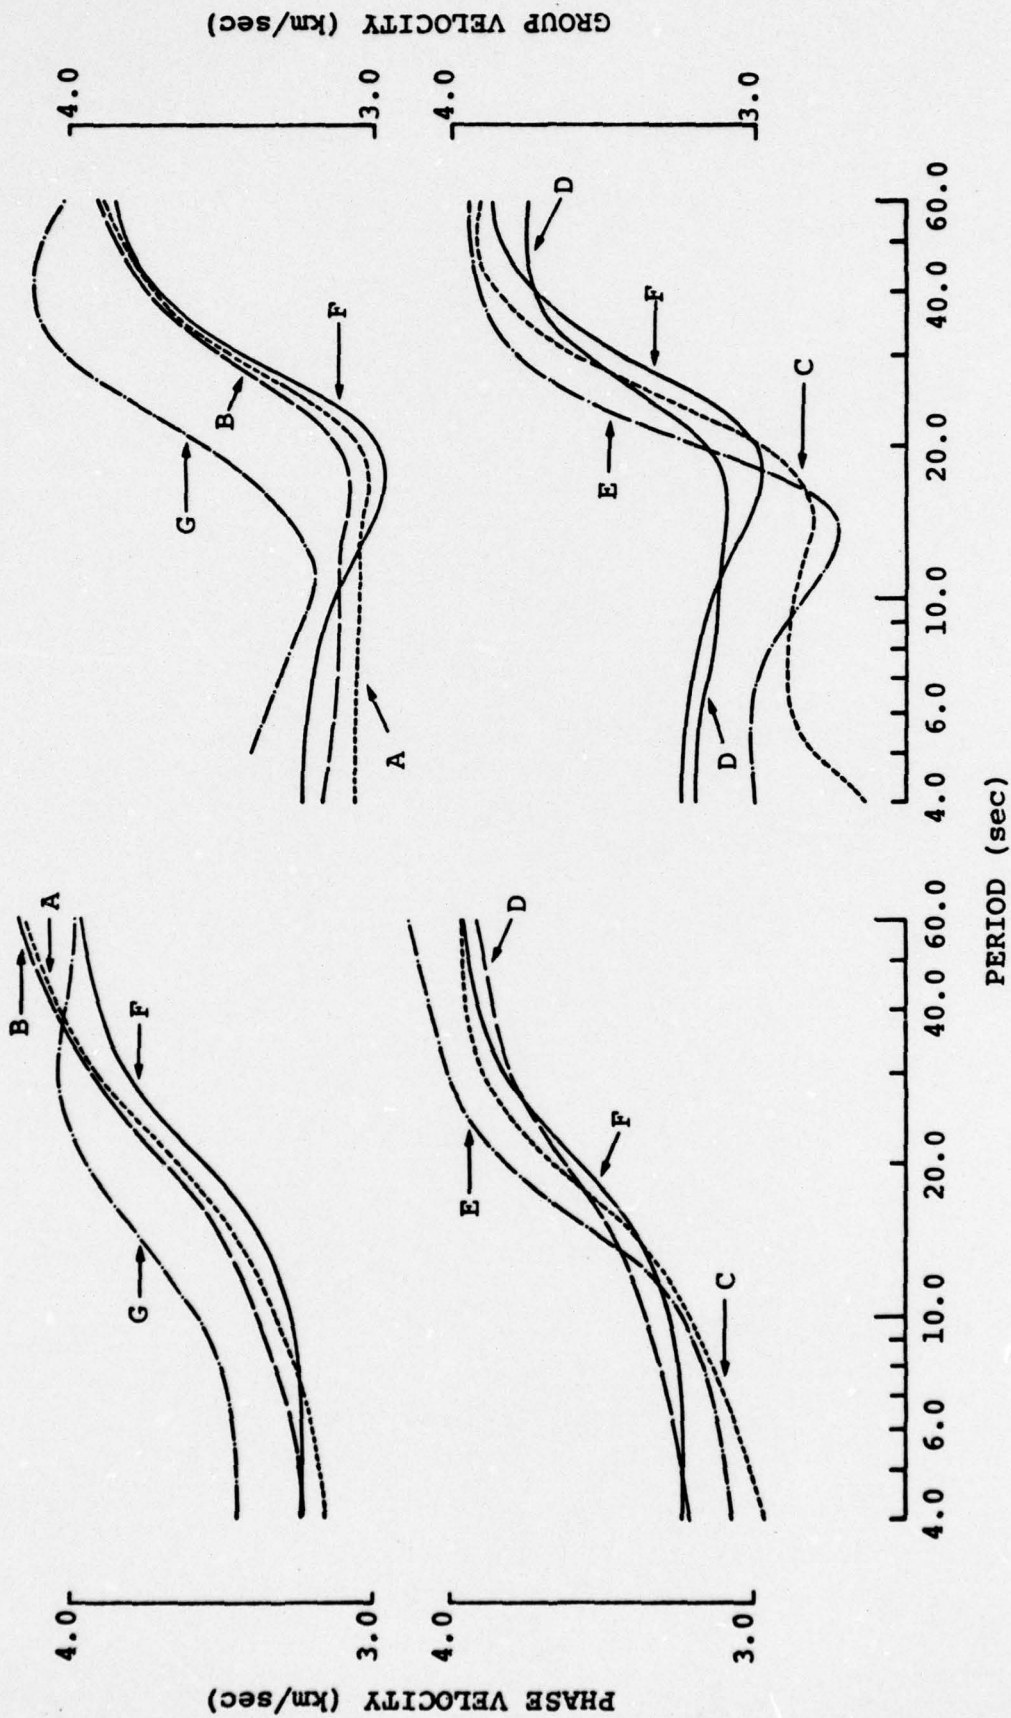 PHASE VELOCITY (km/sec)
4.0
3.0
4.0
3.0
B
A
F
G
D
E
F
C
4.0
6.0
10.0
20.0
40.0
60.0
PERIOD (sec)
G
B
F
A
D
F
E
C
D
4.0
6.0
10.0
20.0
40.0
60.0
4.0
3.0
4.0
3.0
GROUP VELOCITY (km/sec)